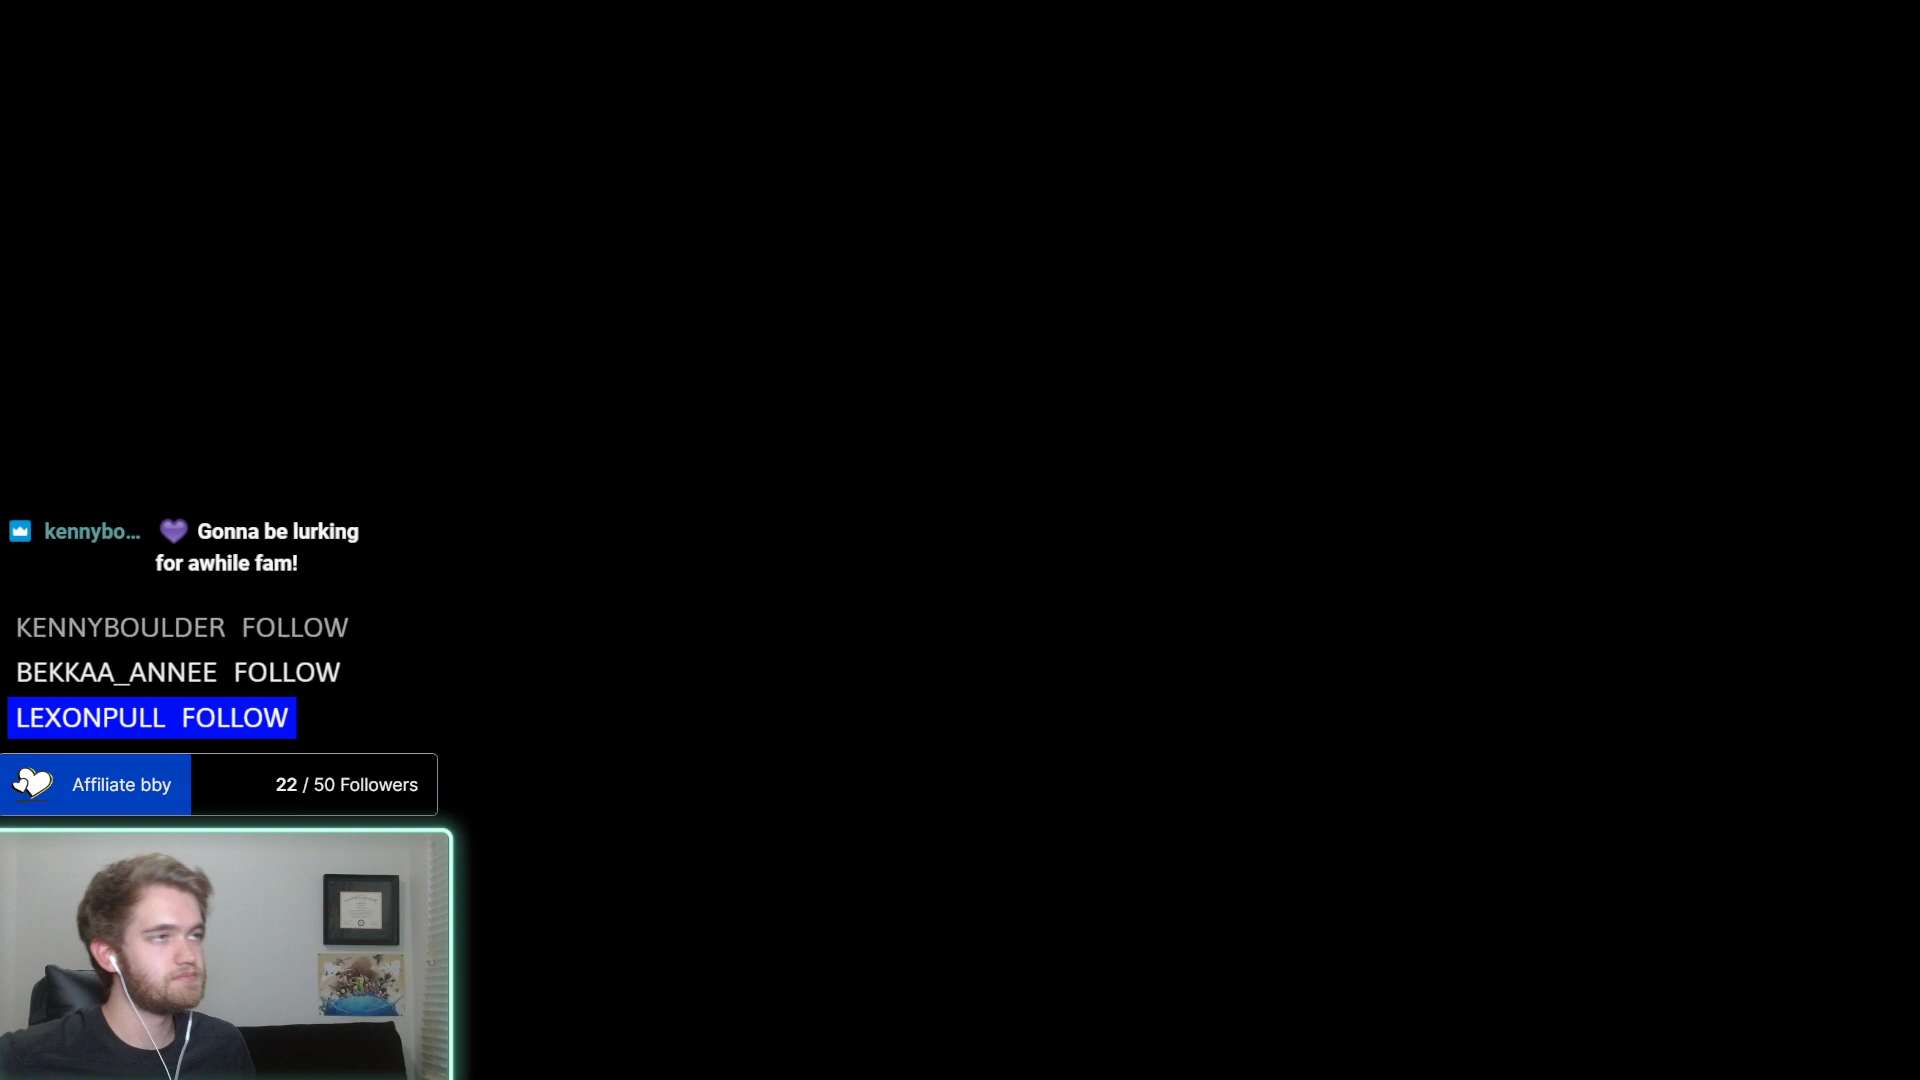 kennybo... 💜 Gonna be lurking
for awhile fam!
KENNYBOULDER FOLLOW
BEKKAA_ANNEE FOLLOW
LEXONPULL FOLLOW
Affiliate bby 22 / 50 Followers